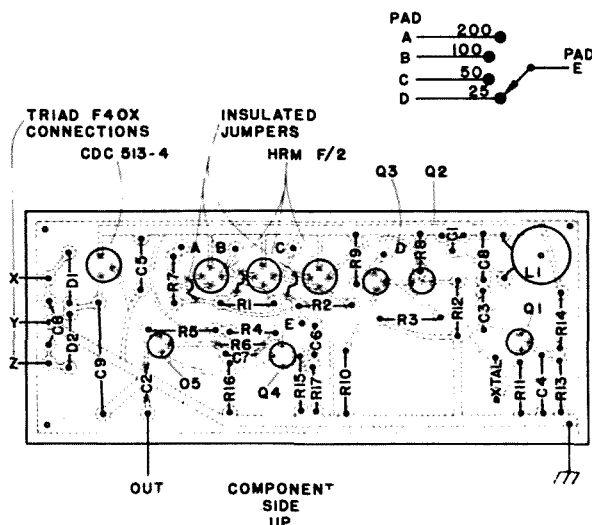 PAD
A 200
B 100
C 50
D 25
PAD
E
TRIAD F40X
CONNECTIONS
INSULATED
JUMPERS
CDC 513-4
HRM F/2
Q3
Q2
A
B
C
D
R9
R8
C1
C8
L1
C5
R7
D1
X
R1
R2
R12
C3
Q1
R14
C8
Y
R5
R4
E
R3
C6
D2
R6
C7
Z
C9
C2
Q5
R16
Q4
R15
R17
R10
XTAL
R11
C4
R13
OUT
COMPONENT
SIDE
UP